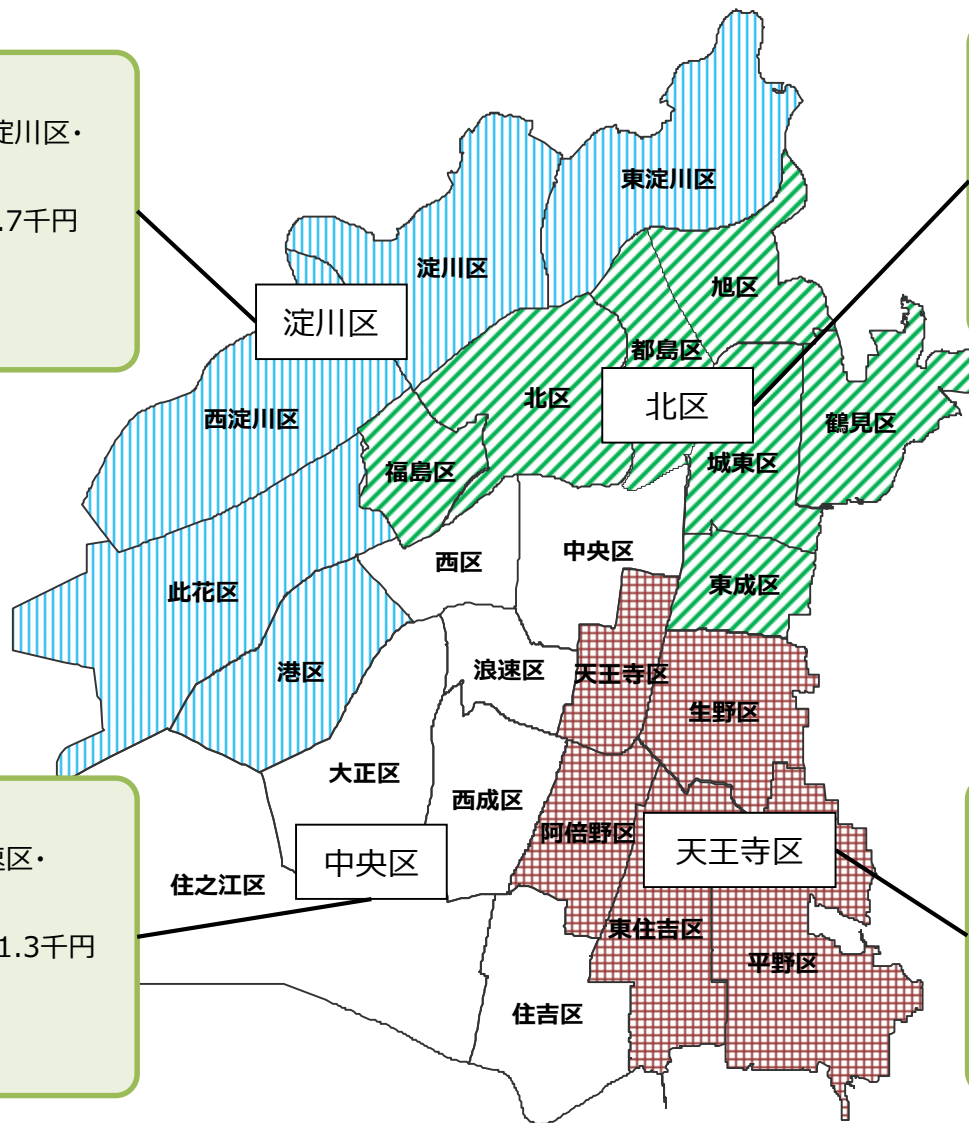 淀川区・
.7千円
東淀川区
淀川区
旭区
淀川区
都島区
北区
北区
西淀川区
鶴見区
福島区
城東区
中央区
西区
東成区
此花区
浪速区
天王寺区
港区
生野区
大正区
西成区
阿倍野区
天王寺区
速区・
中央区
住之江区
1.3千円
東住吉区
平野区
住吉区